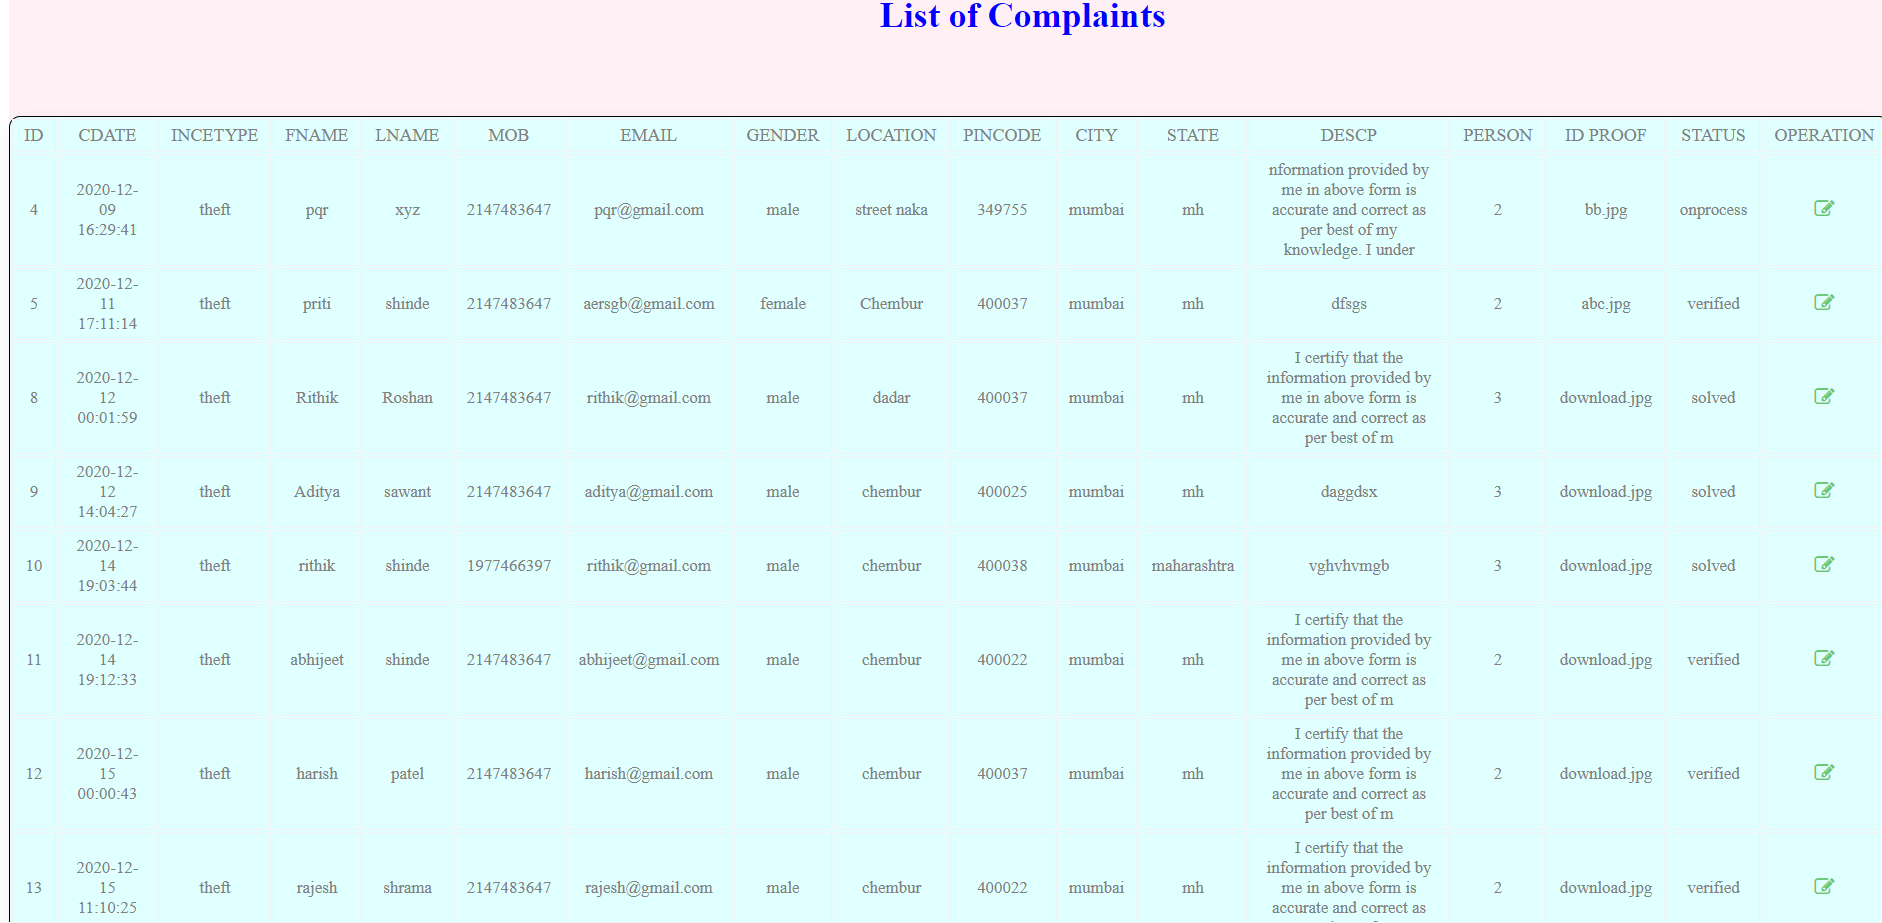 List of Complaints
ID CDATE INCETYPE FNAME LNAME MOB EMAIL GENDER LOCATION PINCODE CITY STATE DESCP PERSON ID PROOF STATUS OPERATION
4 2020-12-09 16:29:41 theft pqr xyz 2147483647 pqr@gmail.com male street naka 349755 mumbai mh nformation provided by me in above form is accurate and correct as per best of my knowledge. I under 2 bb.jpg onprocess
5 2020-12-11 17:11:14 theft priti shinde 2147483647 aersgb@gmail.com female Chembur 400037 mumbai mh dfsgs 2 abc.jpg verified
8 2020-12-12 00:01:59 theft Rithik Roshan 2147483647 rithik@gmail.com male dadar 400037 mumbai mh I certify that the information provided by me in above form is accurate and correct as per best of m 3 download.jpg solved
9 2020-12-12 14:04:27 theft Aditya sawant 2147483647 aditya@gmail.com male chembur 400025 mumbai mh daggdsx 3 download.jpg solved
10 2020-12-14 19:03:44 theft rithik shinde 1977466397 rithik@gmail.com male chembur 400038 mumbai maharashtra vghvhvmgb 3 download.jpg solved
11 2020-12-14 19:12:33 theft abhijeet shinde 2147483647 abhijeet@gmail.com male chembur 400022 mumbai mh I certify that the information provided by me in above form is accurate and correct as per best of m 2 download.jpg verified
12 2020-12-15 00:00:43 theft harish patel 2147483647 harish@gmail.com male chembur 400037 mumbai mh I certify that the information provided by me in above form is accurate and correct as per best of m 2 download.jpg verified
13 2020-12-15 11:10:25 theft rajesh shrama 2147483647 rajesh@gmail.com male chembur 400022 mumbai mh I certify that the information provided by me in above form is accurate and correct as 2 download.jpg verified